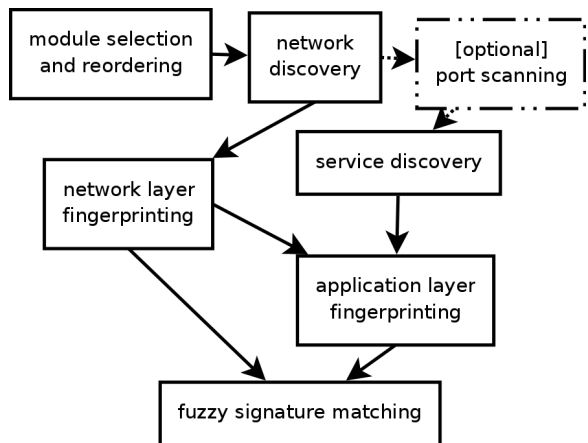 module selection
and reordering
network
discovery
[optional]
port scanning
service discovery
network layer
fingerprinting
application layer
fingerprinting
fuzzy signature matching